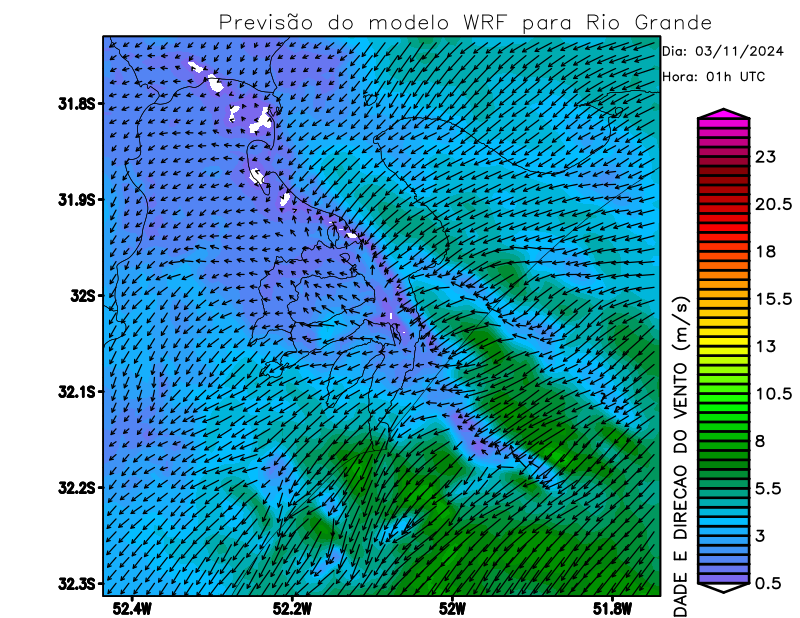 Previsão do modelo WRF para Rio Grande
Dia: 03/11/2024
Hora: 01h UTC
31.8S
31.9S
32S
32.1S
32.2S
32.3S
52.4W
52.2W
52W
51.8W
23
20.5
18
15.5
13
10.5
8
5.5
3
0.5
DADE E DIRECAO DO VENTO (m/s)